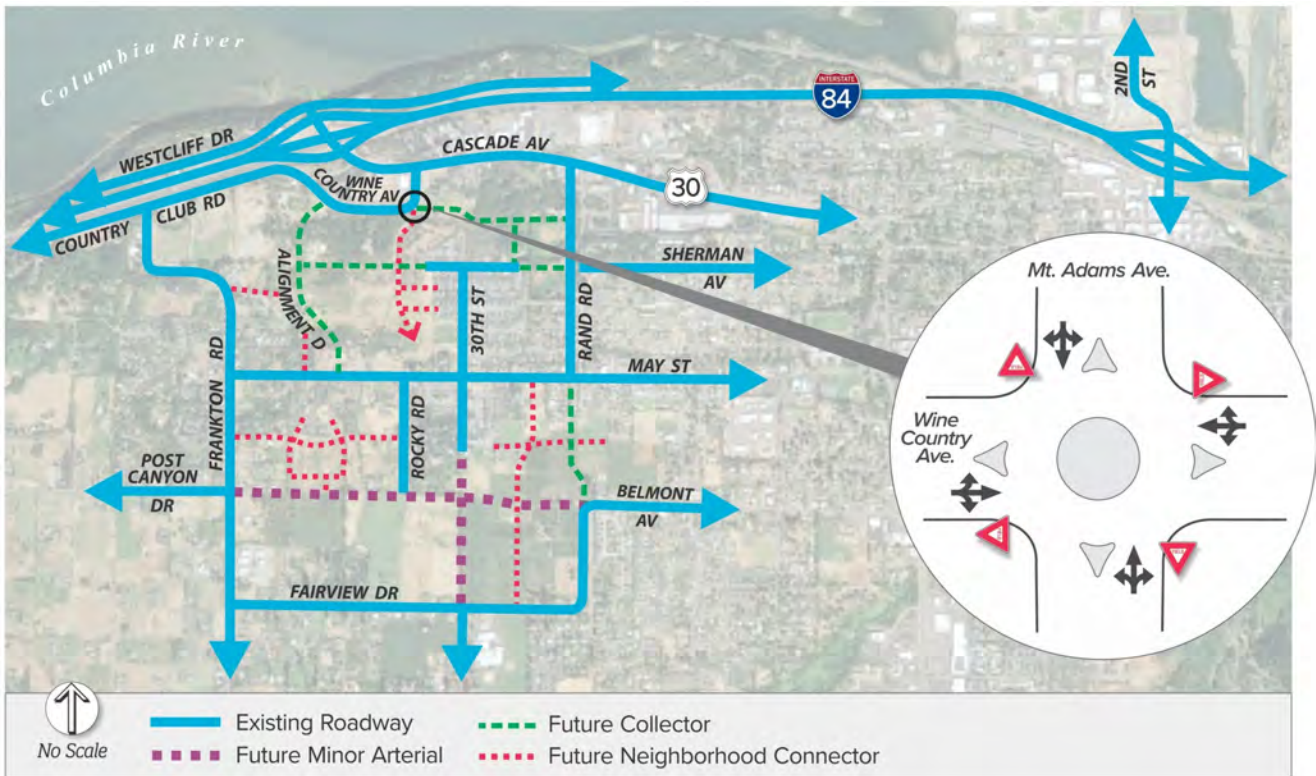 Columbia River
INTERSTATE
84
2ND
ST
WESTCLIFF DR
CASCADE AV
WINE
COUNTRY AV
30
CLUB RD
COUNTRY
SHERMAN
AV
ALIGNMENT D
30TH ST
RAND RD
FRANKTON RD
MAY ST
ROCKY RD
POST
CANYON
DR
BELMONT
AV
FAIRVIEW DR
Mt. Adams Ave.
Wine
Country
Ave.
No Scale
Existing Roadway
Future Collector
Future Minor Arterial
Future Neighborhood Connector